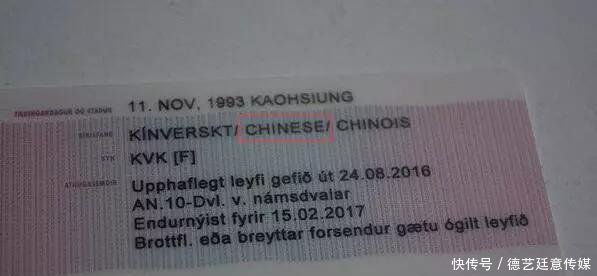 FÆÐINGARDAGUR OG STAÐUR 11. NOV, 1993 KAOHSIUNG
RÍKISFANG KÍNVERSKT/ CHINESE/ CHINOIS
KYN KVK [F]
ATHUGASEMDIR Upphaflegt leyfi gefið út 24.08.2016
AN.10-Dvl. v. námsdvalar
Endurnýist fyrir 15.02.2017
Brottfl. eða breyttar forsendur gætu ógilt leyfið
快传号/德艺廷意传媒